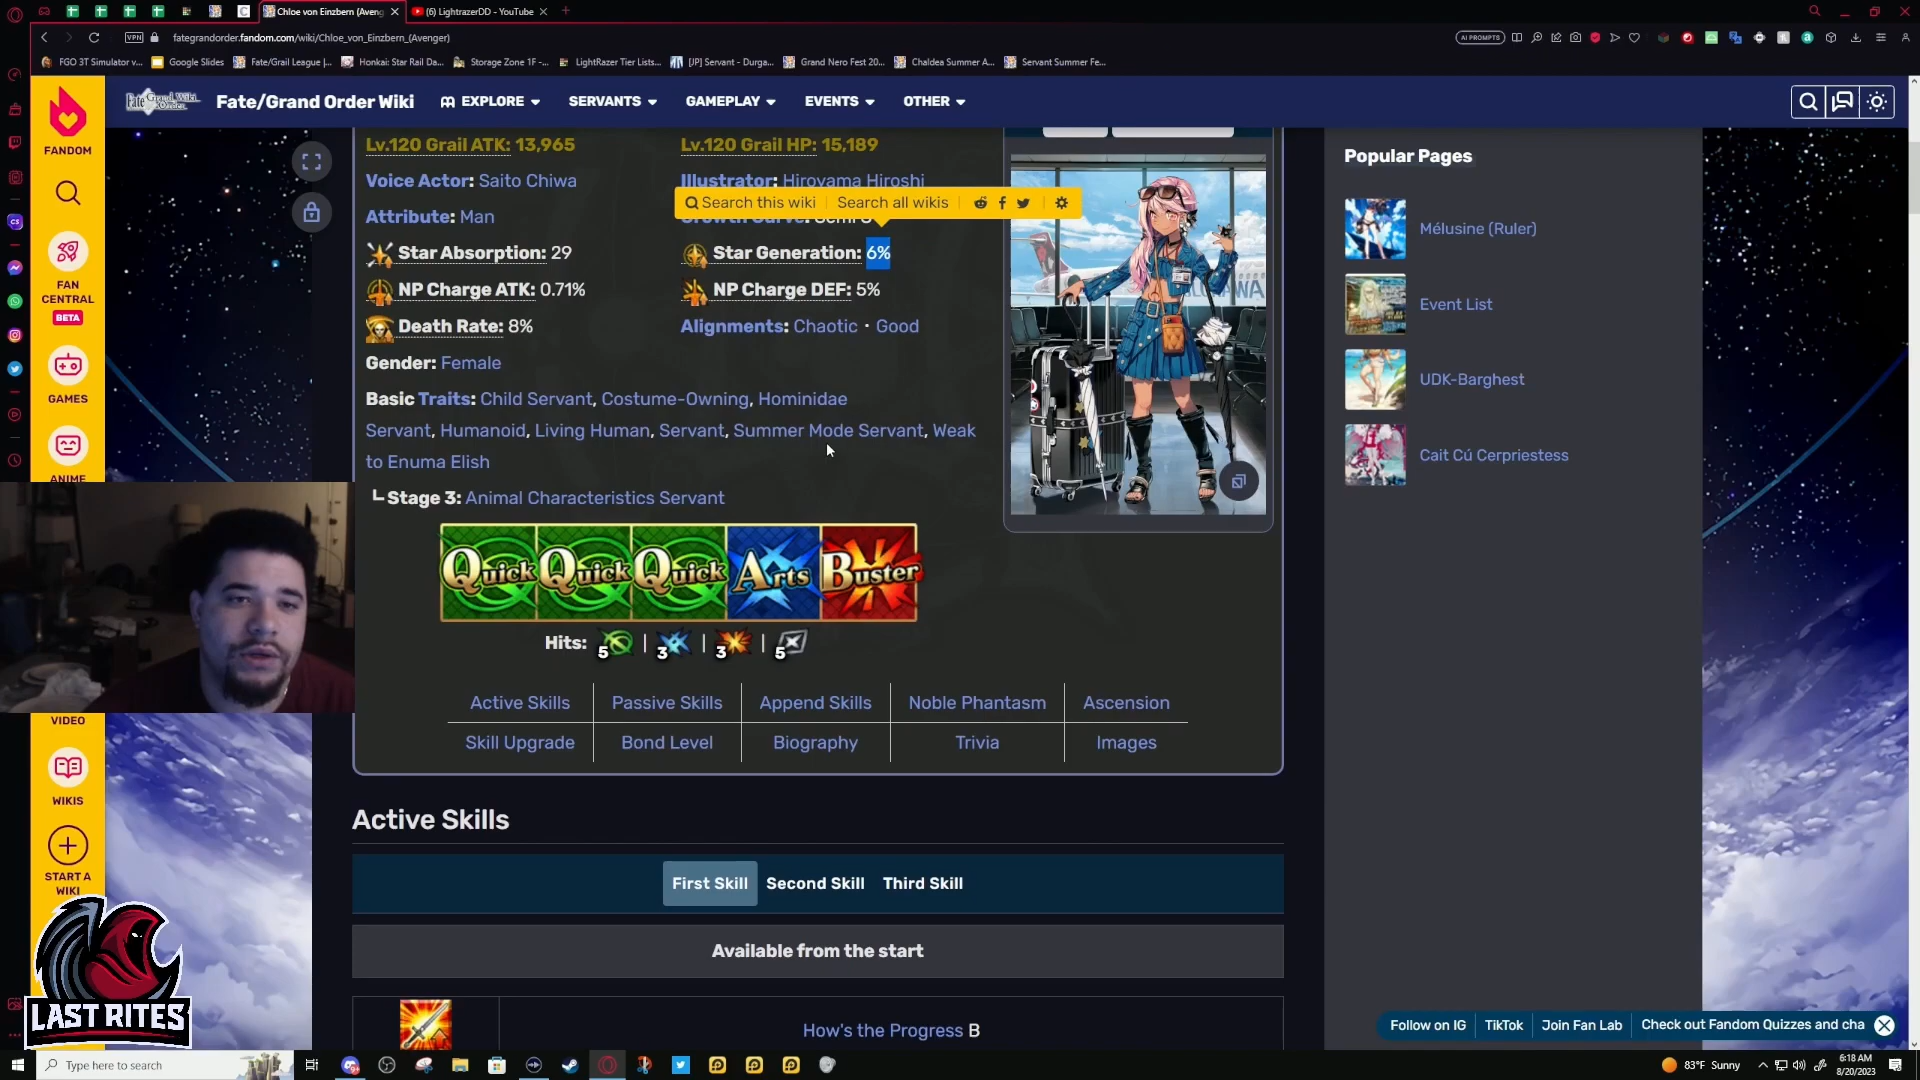 Chloe von Einzbern (Aveng
(6) LightrazerDD - YouTube
VPN
fategrandorder.fandom.com/wiki/Chloe_von_Einzbern_(Avenger)
AI PROMPTS
FGO 3T Simulator v...
Google Slides
Fate/Grail League |...
Honkai: Star Rail Da...
Storage Zone 1F -...
LightRazer Tier Lists...
[JP] Servant - Durga...
Grand Nero Fest 20...
Chaldea Summer A...
Servant Summer Fe...
Fate/Grand Order Wiki
EXPLORE
SERVANTS
GAMEPLAY
EVENTS
OTHER
FANDOM
FAN
CENTRAL
BETA
GAMES
ANIME
VIDEO
WIKIS
START A
WIKI
Lv.120 Grail ATK: 13,965
Lv.120 Grail HP: 15,189
Voice Actor: Saito Chiwa
Illustrator: Hiroyama Hiroshi
Search this wiki
Search all wikis
Attribute: Man
Star Absorption: 29
Star Generation: 6%
NP Charge ATK: 0.71%
NP Charge DEF: 5%
Death Rate: 8%
Alignments: Chaotic · Good
Gender: Female
Basic Traits: Child Servant, Costume-Owning, Hominidae
Servant, Humanoid, Living Human, Servant, Summer Mode Servant, Weak
to Enuma Elish
Stage 3: Animal Characteristics Servant
Quick Quick Quick Arts Buster
Hits: 5 | 3 | 3 | 5
Active Skills
Passive Skills
Append Skills
Noble Phantasm
Ascension
Skill Upgrade
Bond Level
Biography
Trivia
Images
Active Skills
First Skill
Second Skill
Third Skill
Available from the start
How's the Progress B
Popular Pages
Mélusine (Ruler)
Event List
UDK-Barghest
Cait Cú Cerpriestess
LAST RITES
Follow on IG
TikTok
Join Fan Lab
Check out Fandom Quizzes and cha
Type here to search
83°F Sunny
6:18 AM
8/20/2023